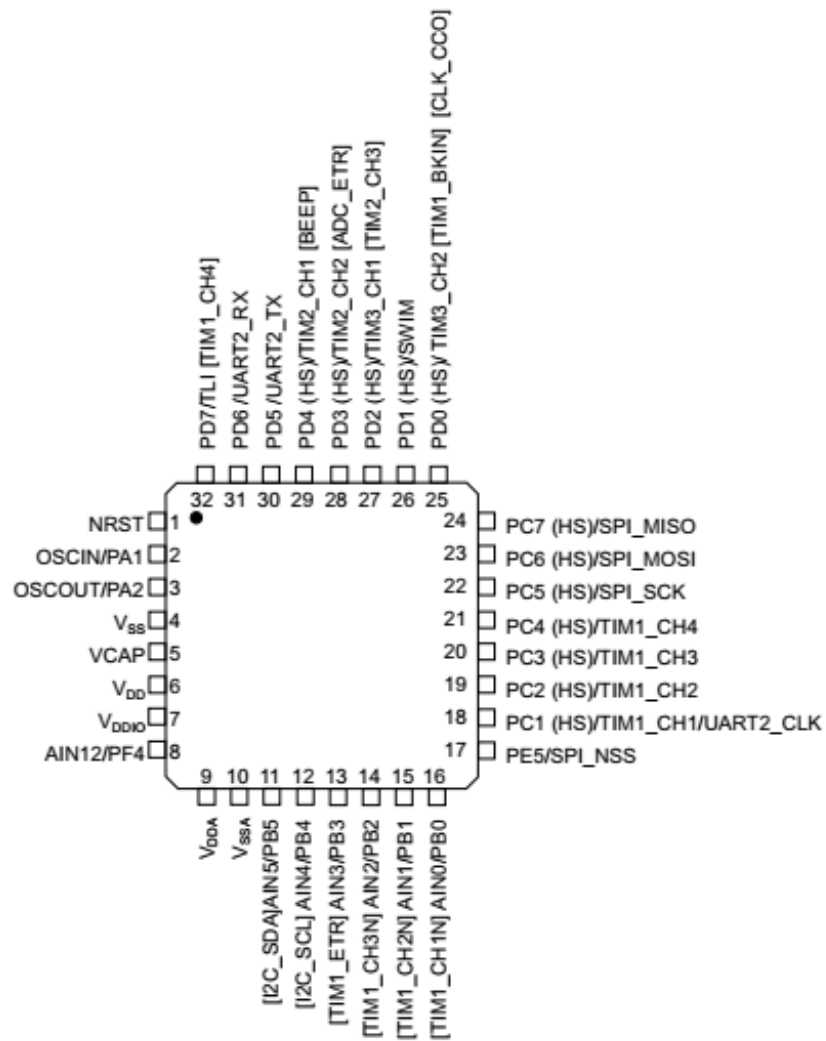 PD7/TLI [TIM1_CH4]
PD6 /UART2_RX
PD5 /UART2_TX
PD4 (HS)/TIM2_CH1 [BEEP]
PD3 (HS)/TIM2_CH2 [ADC_ETR]
PD2 (HS)/TIM3_CH1 [TIM2_CH3]
PD1 (HS)/SWIM
PD0 (HS)/ TIM3_CH2 [TIM1_BKIN] [CLK_CCO]
32 31 30 29 28 27 26 25
NRST 1
OSCIN/PA1 2
OSCOUT/PA2 3
VSS 4
VCAP 5
VDD 6
VDDIO 7
AIN12/PF4 8
24 PC7 (HS)/SPI_MISO
23 PC6 (HS)/SPI_MOSI
22 PC5 (HS)/SPI_SCK
21 PC4 (HS)/TIM1_CH4
20 PC3 (HS)/TIM1_CH3
19 PC2 (HS)/TIM1_CH2
18 PC1 (HS)/TIM1_CH1/UART2_CLK
17 PE5/SPI_NSS
9 10 11 12 13 14 15 16
VDDA
VSSA
[I2C_SDA]AIN5/PB5
[I2C_SCL] AIN4/PB4
[TIM1_ETR] AIN3/PB3
[TIM1_CH3N] AIN2/PB2
[TIM1_CH2N] AIN1/PB1
[TIM1_CH1N] AIN0/PB0